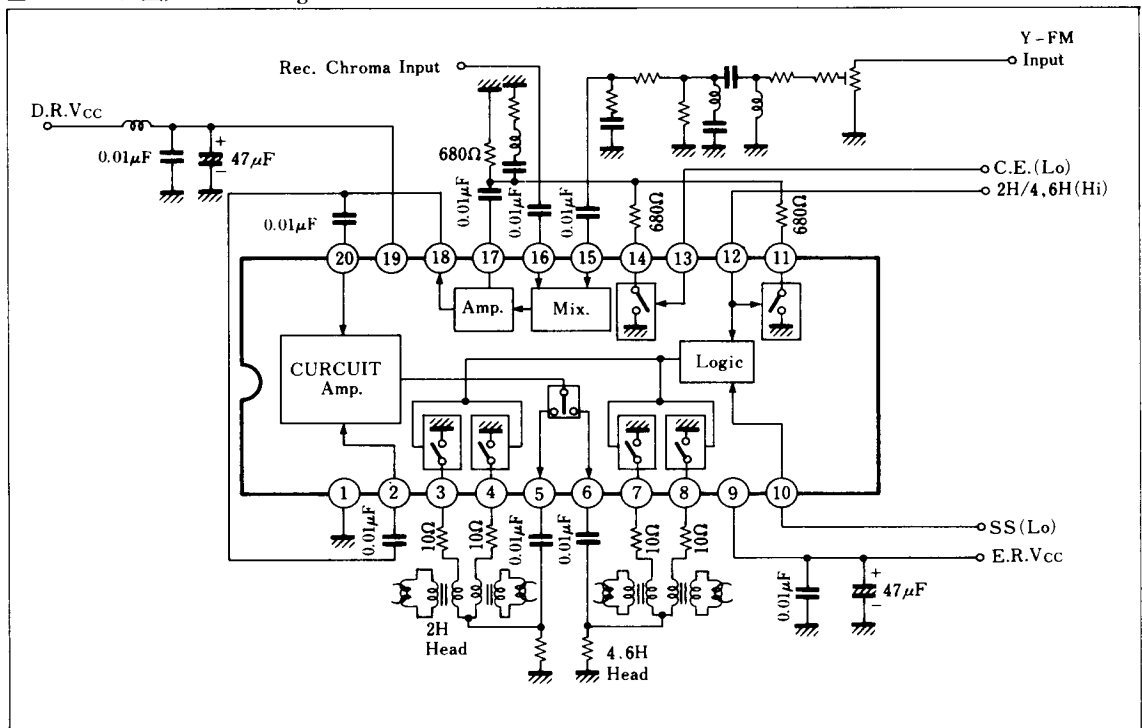 Y-FM
Input
Rec. Chroma Input
D.R.VCC
0.01μF
47μF
680Ω
0.01μF
0.01μF
0.01μF
C.E.(Lo)
2H/4,6H(Hi)
680Ω
680Ω
0.01μF
20
19
18
17
16
15
14
13
12
11
Amp.
Mix.
CURCUIT
Amp.
Logic
1
2
3
4
5
6
7
8
9
10
0.01μF
10Ω
10Ω
0.01μF
0.01μF
10Ω
10Ω
SS(Lo)
E.R.VCC
0.01μF
47μF
2H
Head
4.6H
Head